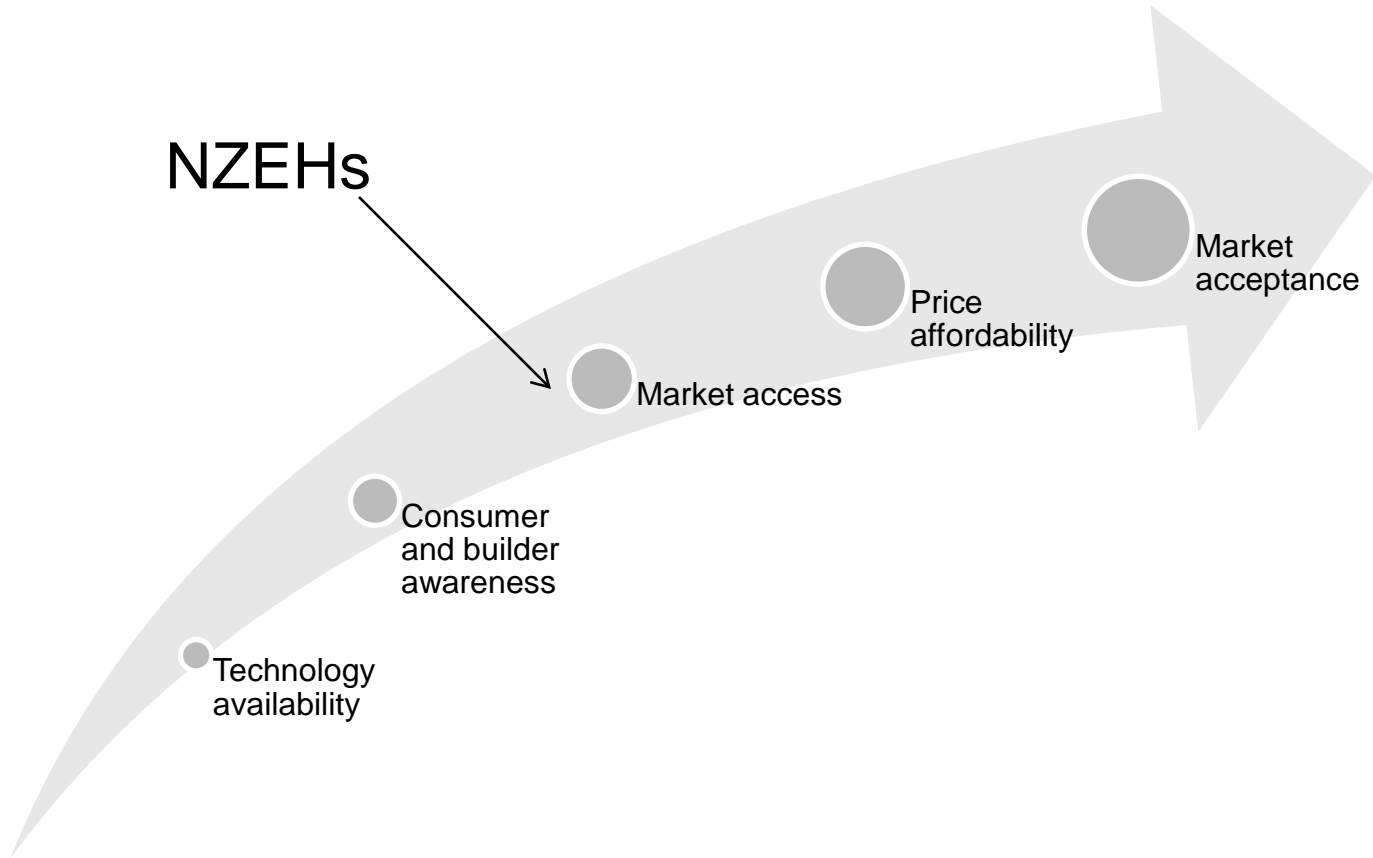 NZEHs
Market
acceptance
Price
affordability
Market access
Consumer
and builder
awareness
Technology
availability